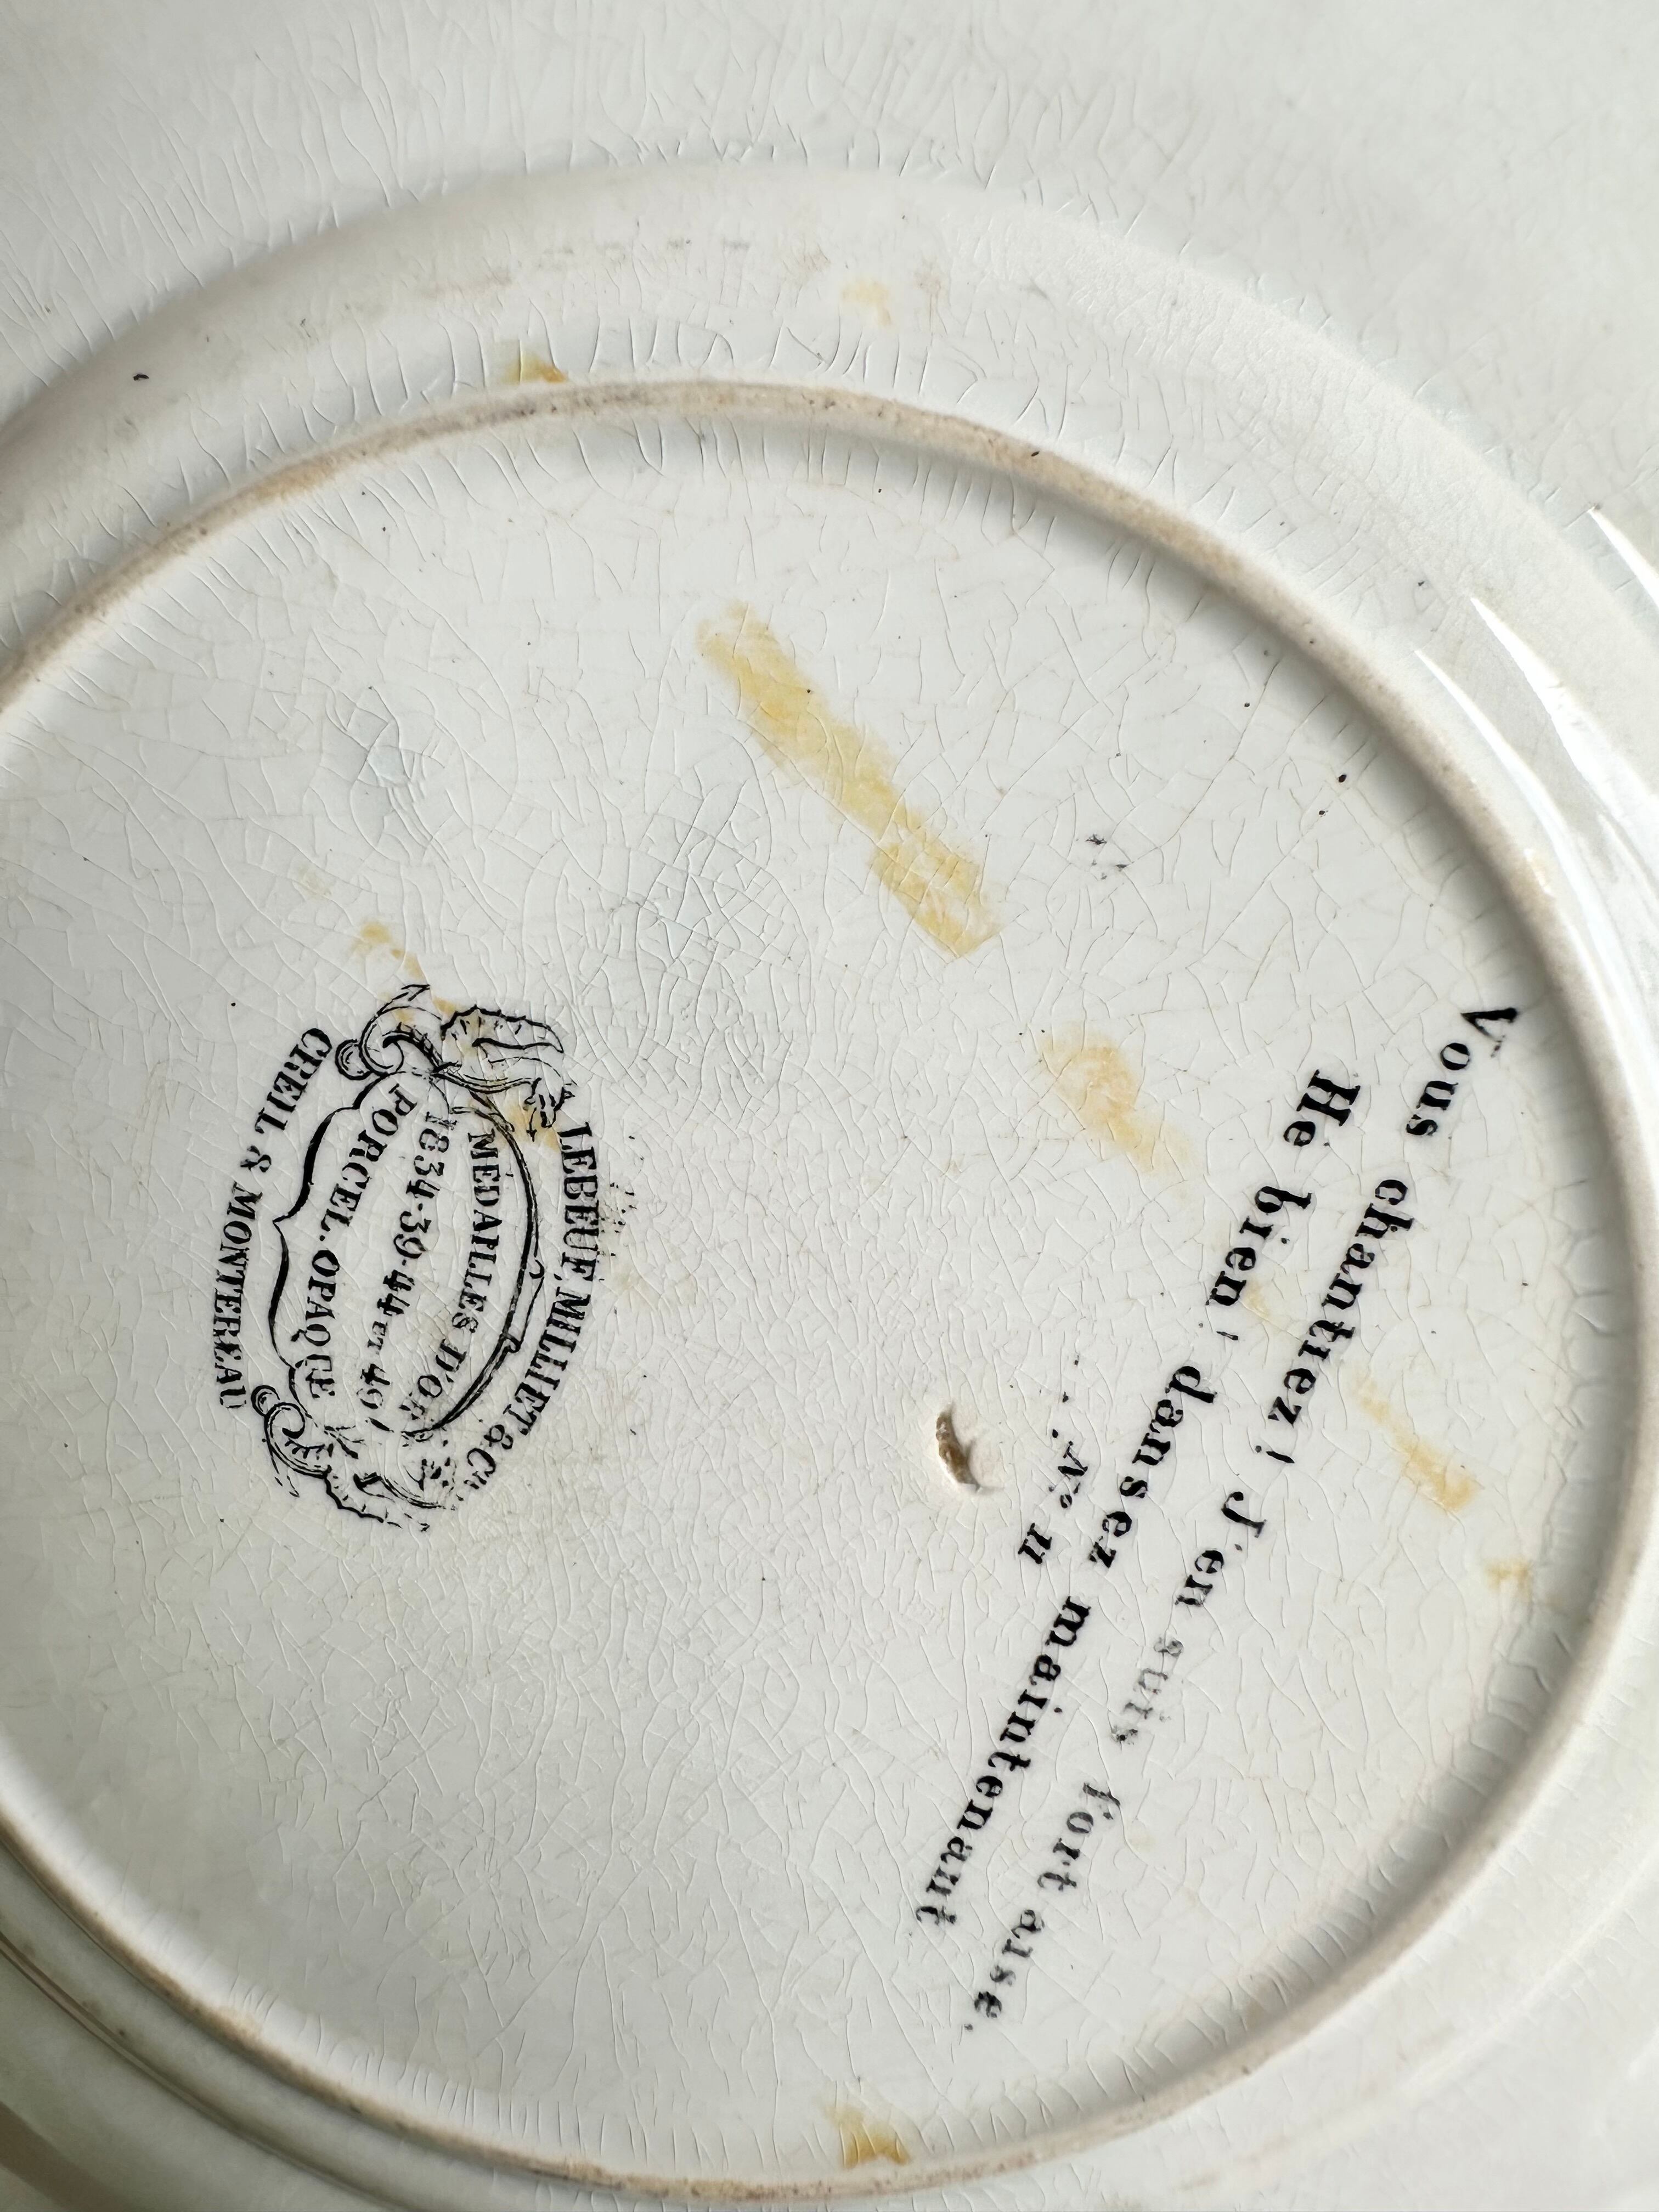 Vous chantiez! J'en suis fort aise.
He bien! dansez maintenant
Nº 11
LEBEUF, MILLIET & Cie
MEDAILLES D'OR
1834-39-44 ET 49
PORCEL. OPAQUE
CREIL & MONTEREAU